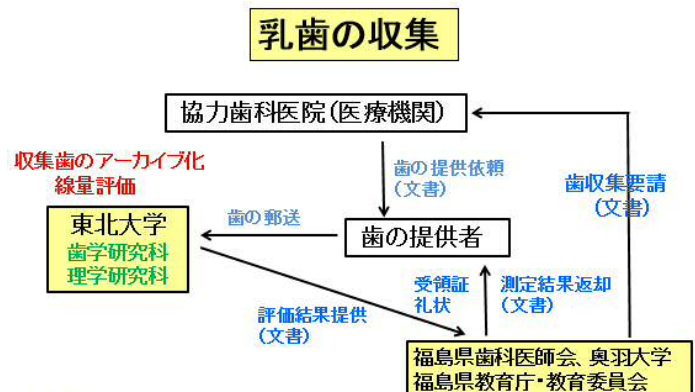 乳歯の収集
協力歯科医院(医療機関)
収集歯のアーカイブ化
線量評価
歯の提供依頼
(文書)
歯収集要請
(文書)
東北大学
歯学研究科
理学研究科
歯の郵送
歯の提供者
評価結果提供
(文書)
受領証
礼状
測定結果返却
(文書)
福島県歯科医師会、奥羽大学
福島県教育庁・教育委員会